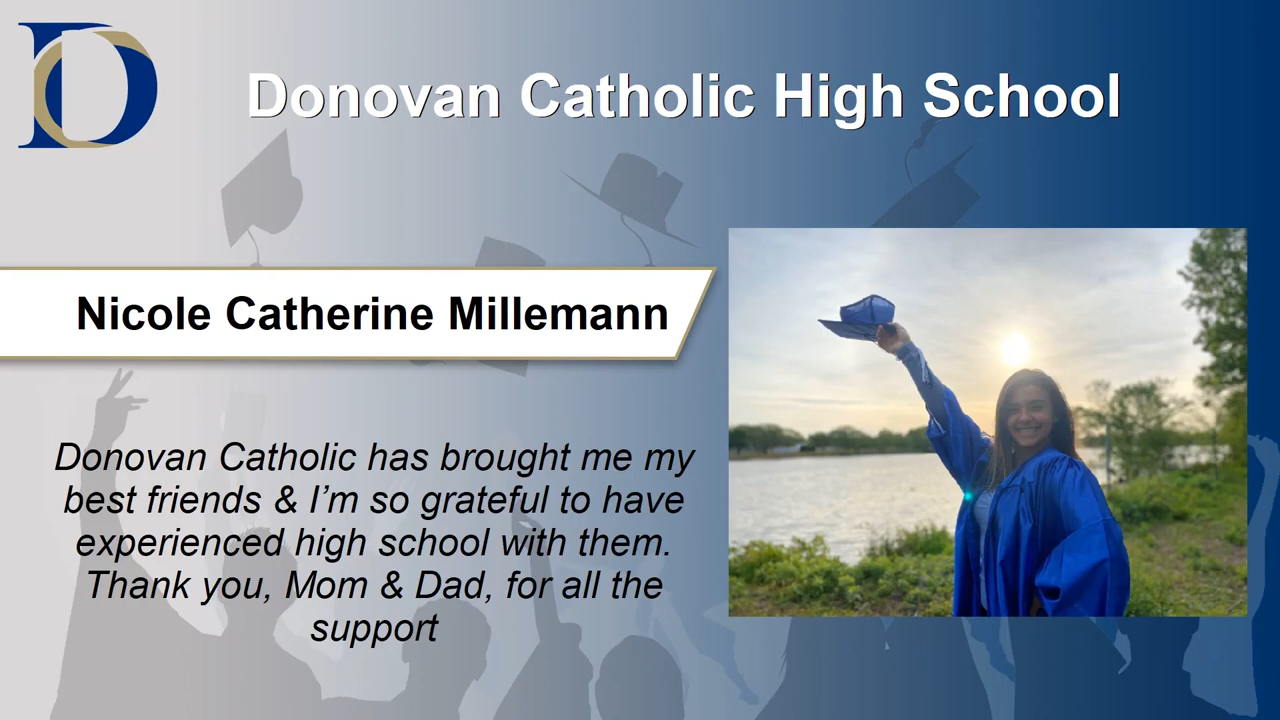 Donovan Catholic High School
Nicole Catherine Millemann
Donovan Catholic has brought me my
best friends & I’m so grateful to have
experienced high school with them.
Thank you, Mom & Dad, for all the
support